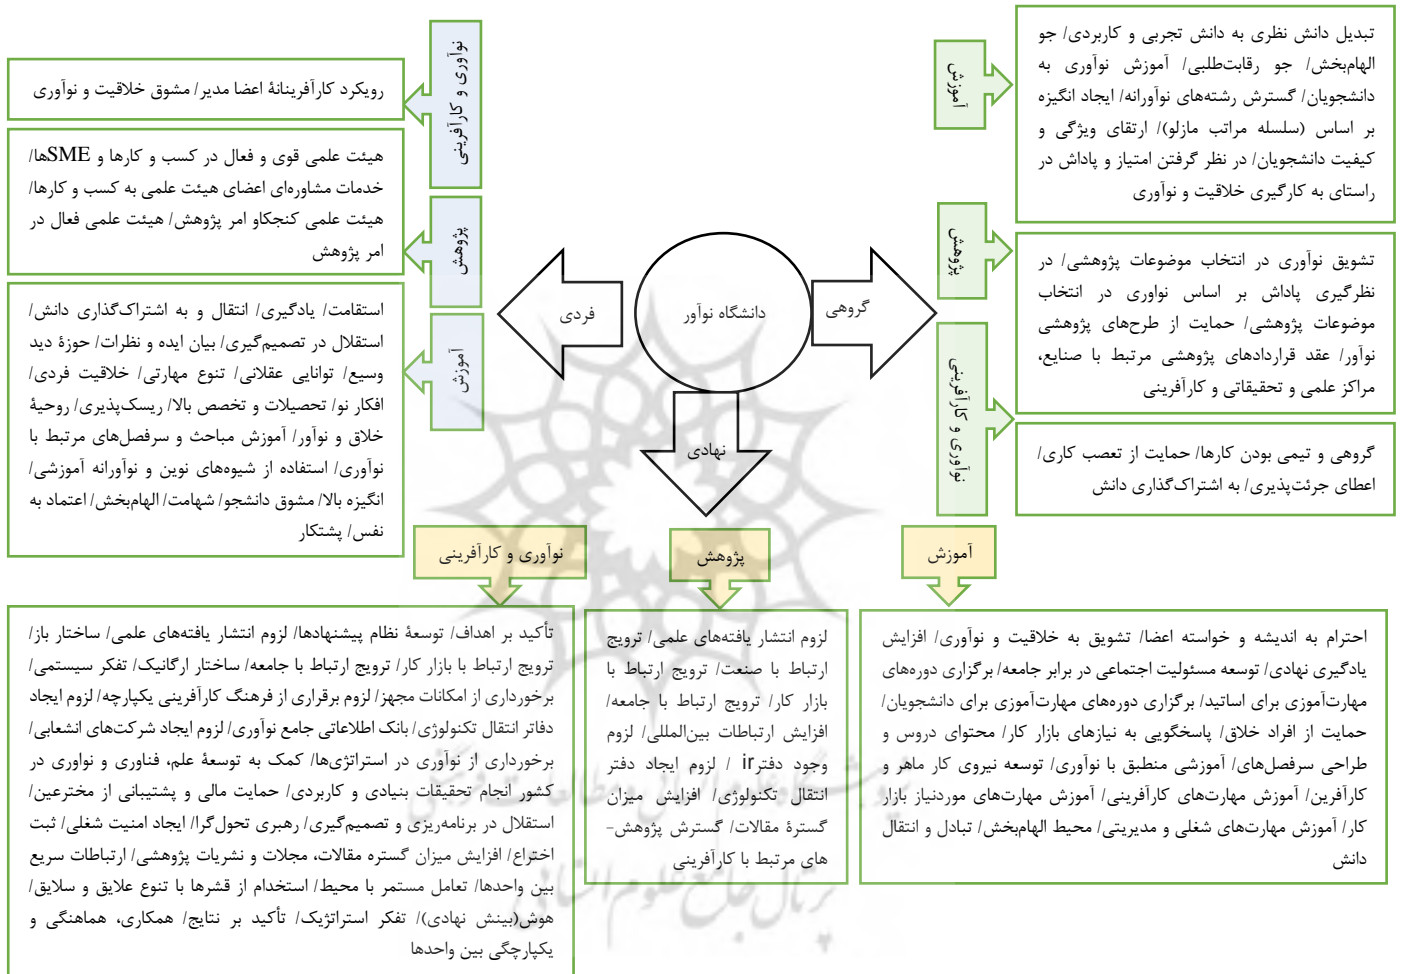 تبدیل دانش نظری به دانش تجربی و کاربردی/ جو
الهام‌بخش/ جو رقابت‌طلبی/ آموزش نوآوری به
دانشجویان/ گسترش رشته‌های نوآورانه/ ایجاد انگیزه
بر اساس (سلسله مراتب مازلو)/ ارتقای ویژگی و
کیفیت دانشجویان/ در نظر گرفتن امتیاز و پاداش در
راستای به کارگیری خلاقیت و نوآوری
آموزش
تشویق نوآوری در انتخاب موضوعات پژوهشی/ در
نظرگیری پاداش بر اساس نواوری در انتخاب
موضوعات پژوهشی/ حمایت از طرح‌های پژوهشی
نوآور/ عقد قراردادهای پژوهشی مرتبط با صنایع،
مراکز علمی و تحقیقاتی و کارآفرینی
پژوهش
گروهی و تیمی بودن کارها/ حمایت از تعصب کاری/
اعطای جرئت‌پذیری/ به اشتراک‌گذاری دانش
نوآوری و کارآفرینی
گروهی
دانشگاه نوآور
فردی
نهادی
نوآوری و کارآفرینی
رویکرد کارآفرینانهٔ اعضا مدیر/ مشوق خلاقیت و نوآوری
پژوهش
هیئت علمی قوی و فعال در کسب و کارها و SMEها/
خدمات مشاوره‌ای اعضای هیئت علمی به کسب و کارها/
هیئت علمی کنجکاو امر پژوهش/ هیئت علمی فعال در
امر پژوهش
آموزش
استقامت/ یادگیری/ انتقال و به اشتراک‌گذاری دانش/
استقلال در تصمیم‌گیری/ بیان ایده و نظرات/ حوزهٔ دید
وسیع/ توانایی عقلانی/ تنوع مهارتی/ خلاقیت فردی/
افکار نو/ تحصیلات و تخصص بالا/ ریسک‌پذیری/ روحیهٔ
خلاق و نوآور/ آموزش مباحث و سرفصل‌های مرتبط با
نوآوری/ استفاده از شیوه‌های نوین و نوآورانه آموزشی/
انگیزه بالا/ مشوق دانشجو/ شهامت/ الهام‌بخش/ اعتماد به
نفس/ پشتکار
آموزش
احترام به اندیشه و خواسته اعضا/ تشویق به خلاقیت و نوآوری/ افزایش
یادگیری نهادی/ توسعه مسئولیت اجتماعی در برابر جامعه/ برگزاری دوره‌های
مهارت‌آموزی برای اساتید/ برگزاری دوره‌های مهارت‌آموزی برای دانشجویان/
حمایت از افراد خلاق/ پاسخگویی به نیازهای بازار کار/ محتوای دروس و
طراحی سرفصل‌های/ آموزشی منطبق با نوآوری/ توسعه نیروی کار ماهر و
کارآفرین/ آموزش مهارت‌های کارآفرینی/ آموزش مهارت‌های موردنیاز بازار
کار/ آموزش مهارت‌های شغلی و مدیریتی/ محیط الهام‌بخش/ تبادل و انتقال
دانش
پژوهش
لزوم انتشار یافته‌های علمی/ ترویج
ارتباط با صنعت/ ترویج ارتباط با
بازار کار/ ترویج ارتباط با جامعه/
افزایش ارتباطات بین‌المللی/ لزوم
وجود دفترir / لزوم ایجاد دفتر
انتقال تکنولوژی/ افزایش میزان
گسترهٔ مقالات/ گسترش پژوهش-
های مرتبط با کارآفرینی
نوآوری و کارآفرینی
تأکید بر اهداف/ توسعهٔ نظام پیشنهادها/ لزوم انتشار یافته‌های علمی/ ساختار باز/
ترویج ارتباط با بازار کار/ ترویج ارتباط با جامعه/ ساختار ارگانیک/ تفکر سیستمی/
برخورداری از امکانات مجهز/ لزوم برقراری از فرهنگ کارآفرینی یکپارچه/ لزوم ایجاد
دفاتر انتقال تکنولوژی/ بانک اطلاعاتی جامع نوآوری/ لزوم ایجاد شرکت‌های انشعابی/
برخورداری از نوآوری در استراتژی‌ها/ کمک به توسعهٔ علم، فناوری و نواوری در
کشور انجام تحقیقات بنیادی و کاربردی/ حمایت مالی و پشتیبانی از مخترعین/
استقلال در برنامه‌ریزی و تصمیم‌گیری/ رهبری تحول‌گرا/ ایجاد امنیت شغلی/ ثبت
اختراع/ افزایش میزان گستره مقالات، مجلات و نشریات پژوهشی/ ارتباطات سریع
بین واحدها/ تعامل مستمر با محیط/ استخدام از قشرها با تنوع علایق و سلایق/
هوش(بینش نهادی)/ تفکر استراتژیک/ تأکید بر نتایج/ همکاری، هماهنگی و
یکپارچگی بین واحدها
پژوهشگاه علوم انسانی و مطالعات فرهنگی
پرتال جامع علوم انسانی